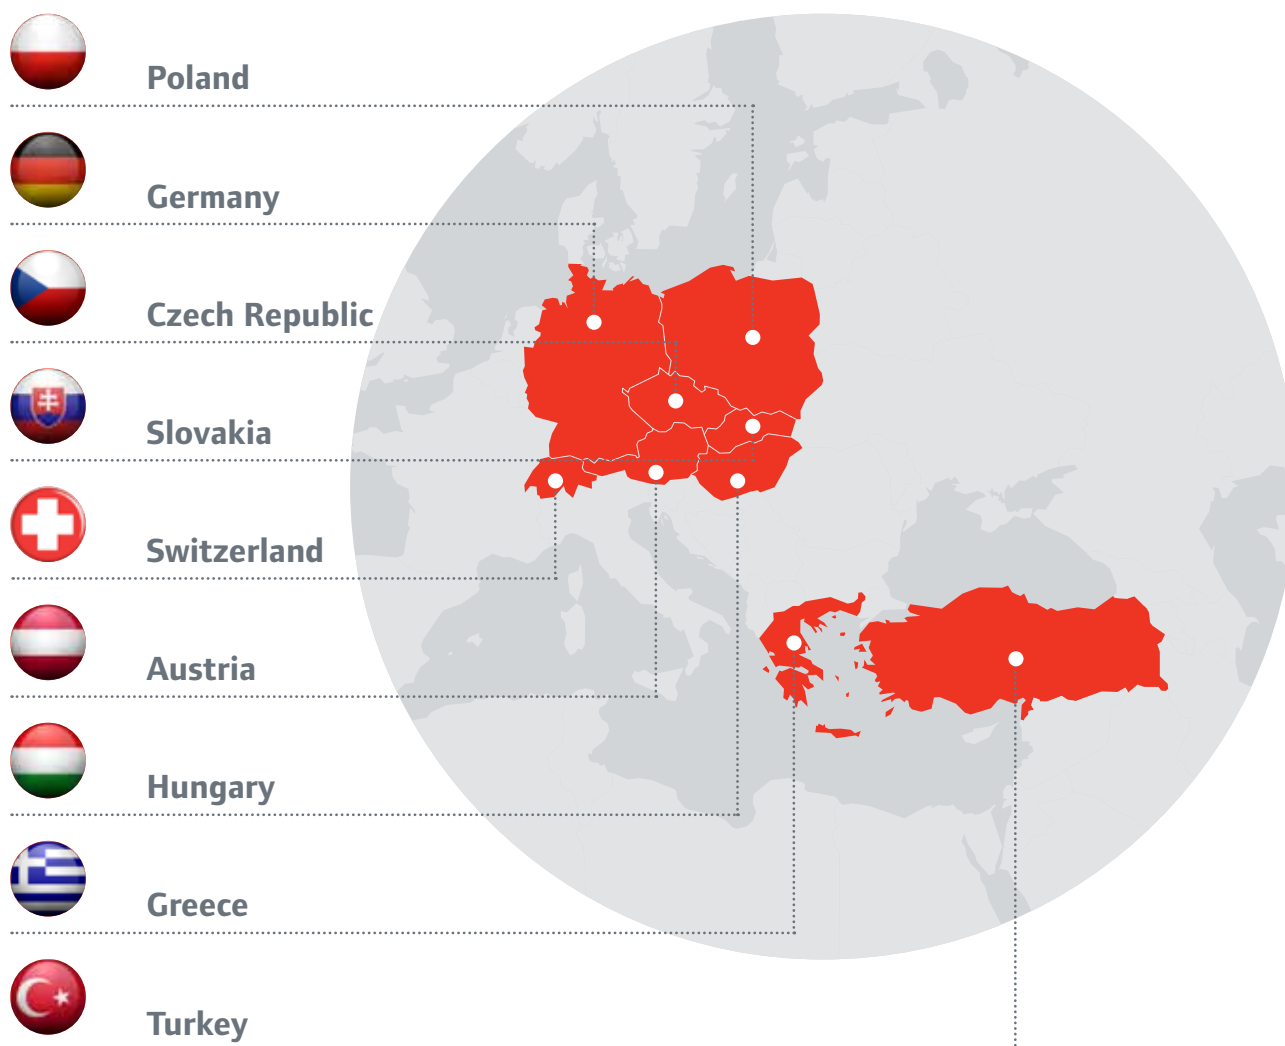 Poland
Germany
Czech Republic
Slovakia
Switzerland
Austria
Hungary
Greece
Turkey